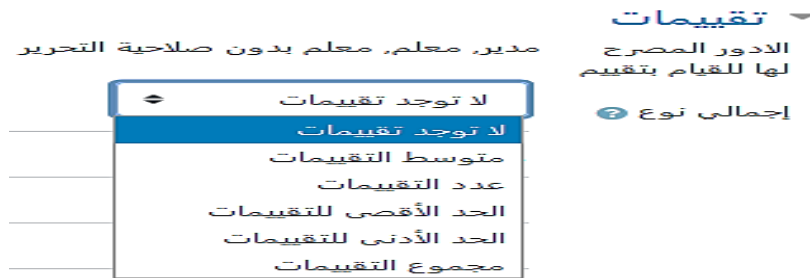 تقييمات
الادور المصرح لها للقيام بتقييم
مدير, معلم, معلم بدون صلاحية التحرير
إجمالي نوع ?
لا توجد تقييمات
لا توجد تقييمات
متوسط التقييمات
عدد التقييمات
الحد الأقصى للتقييمات
الحد الأدنى للتقييمات
مجموع التقييمات